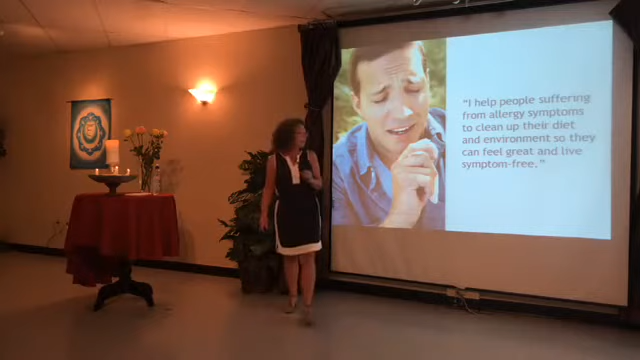 “I help people suffering
from allergy symptoms
to clean up their diet
and environment so they
can feel great and live
symptom-free.”